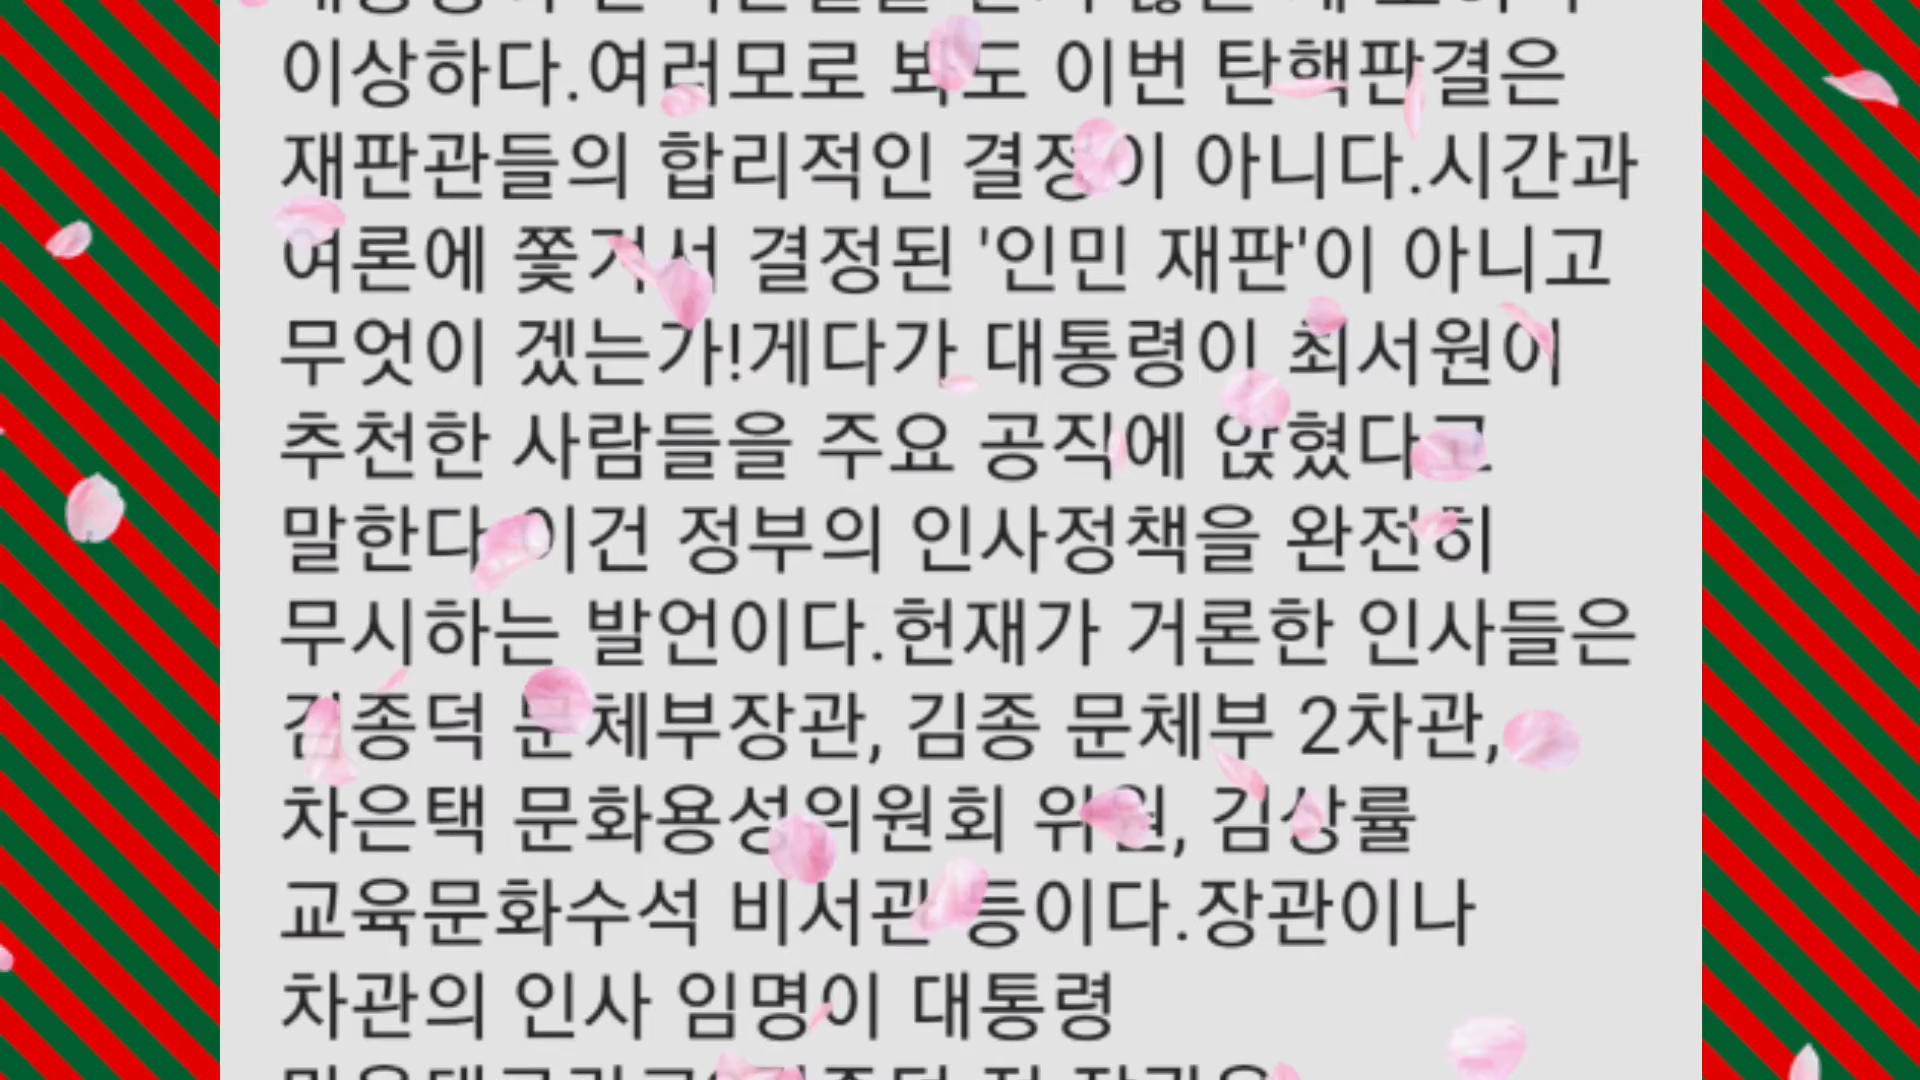 이상하다.여러모로 봐도 이번 탄핵판결은
재판관들의 합리적인 결정이 아니다.시간과
여론에 쫓겨서 결정된 '인민 재판'이 아니고
무엇이 겠는가!게다가 대통령이 최서원이
추천한 사람들을 주요 공직에 앉혔다고
말한다.이건 정부의 인사정책을 완전히
무시하는 발언이다.헌재가 거론한 인사들은
김종덕 문체부장관, 김종 문체부 2차관,
차은택 문화용성위원회 위원, 김상률
교육문화수석 비서관 등이다.장관이나
차관의 인사 임명이 대통령